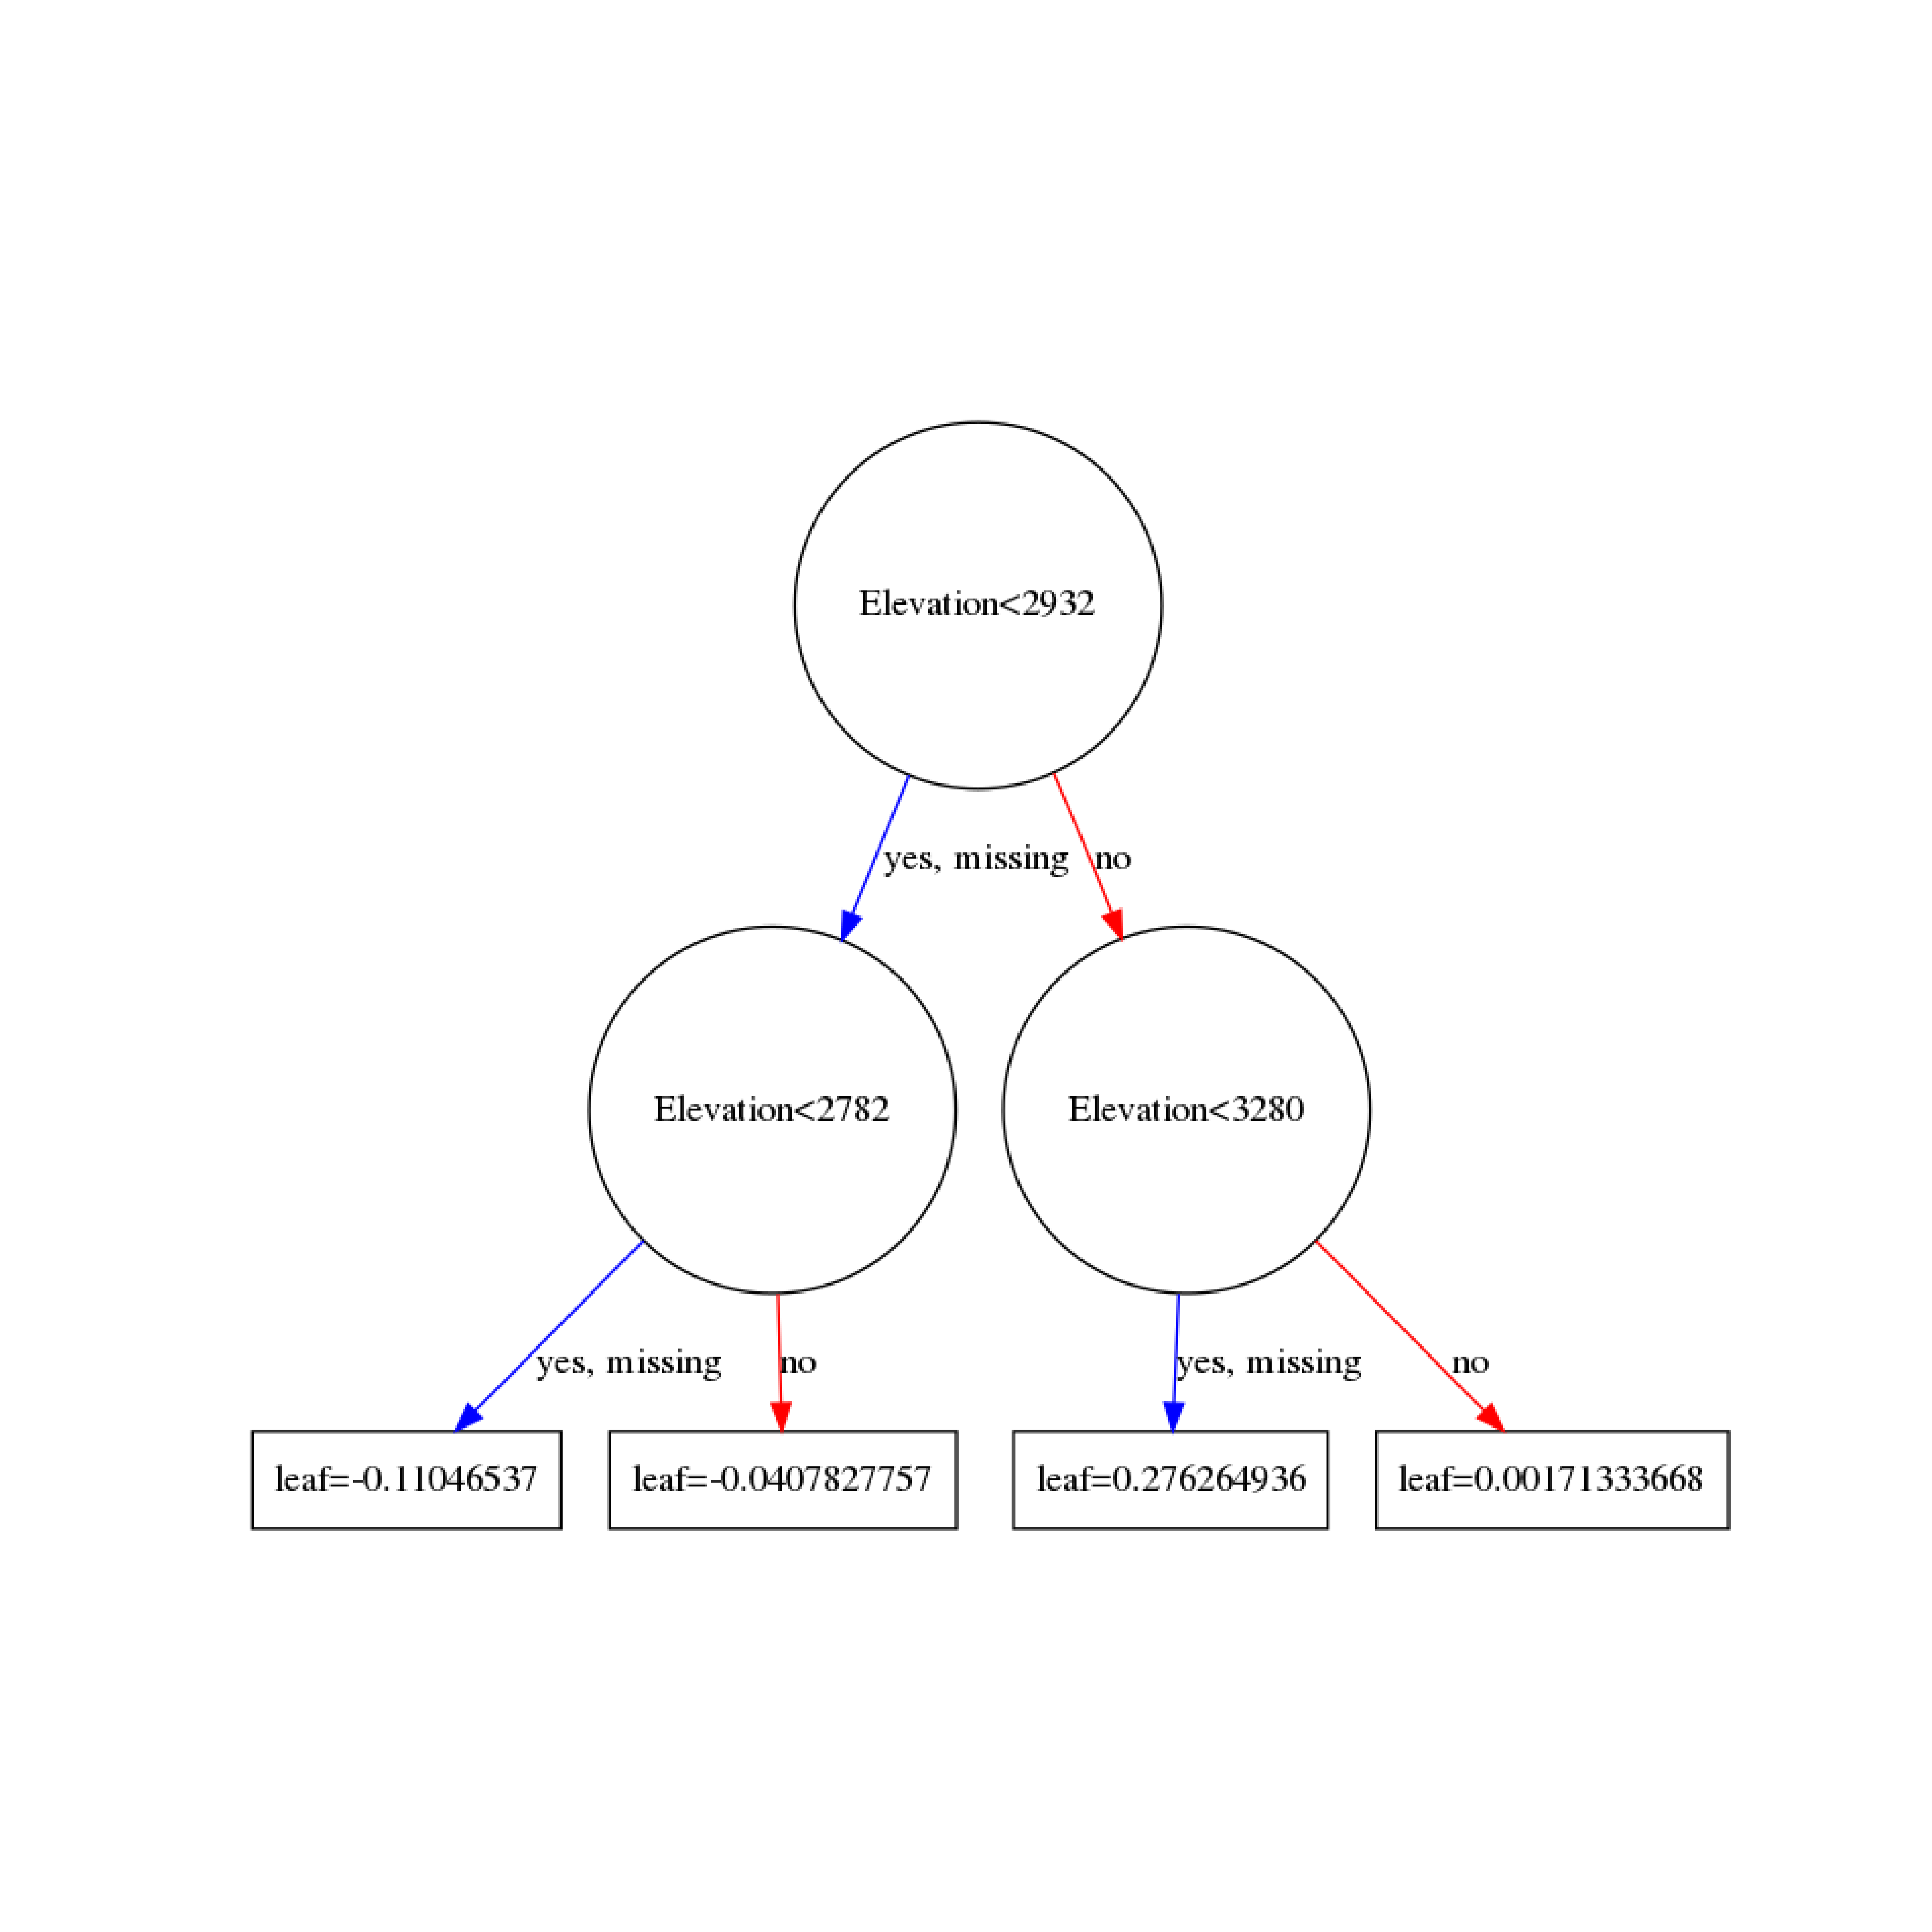 Elevation<2932
yes, missing
no
Elevation<2782
Elevation<3280
yes, missing
no
yes, missing
no
leaf=-0.11046537
leaf=-0.0407827757
leaf=0.276264936
leaf=0.00171333668